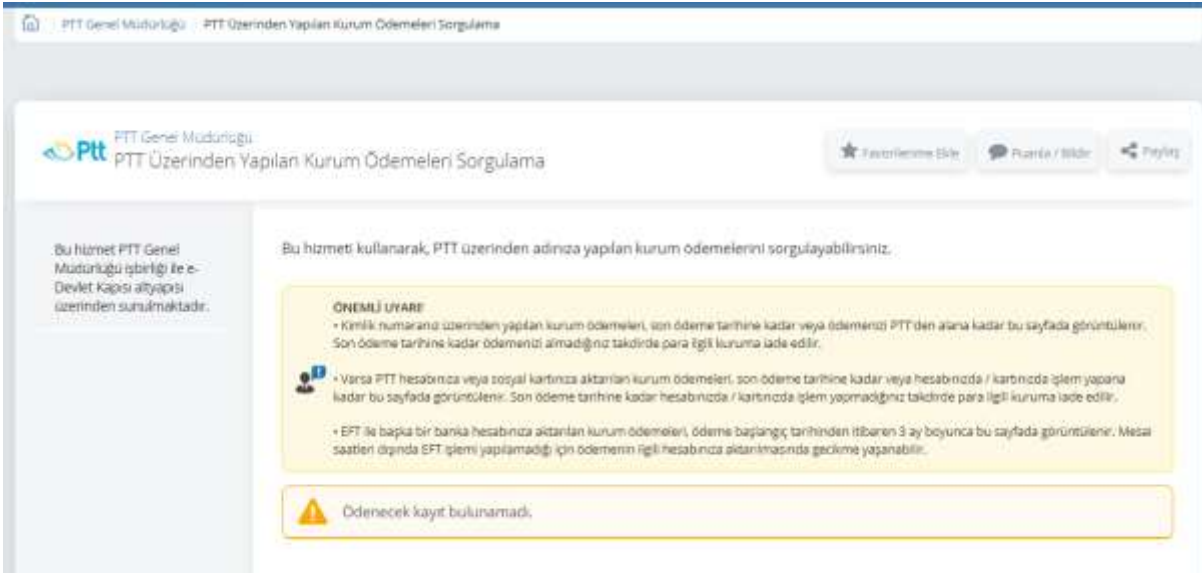 PTT Genel Müdürlüğü PTT Üzerinden Yapılan Kurum Ödemeleri Sorgulama
Ptt
PTT Genel Müdürlüğü
PTT Üzerinden Yapılan Kurum Ödemeleri Sorgulama
Favorilerime Ekle
Puanla / Bildir
Paylaş
Bu hizmet PTT Genel
Müdürlüğü işbirliği ile e-
Devlet Kapısı altyapısı
üzerinden sunulmaktadır.
Bu hizmeti kullanarak, PTT üzerinden adınıza yapılan kurum ödemelerini sorgulayabilirsiniz.
ÖNEMLİ UYARI!
• Kimlik numaranız üzerinden yapılan kurum ödemeleri, son ödeme tarihine kadar veya ödemenizi PTT'den alana kadar bu sayfada görüntülenir.
Son ödeme tarihine kadar ödemenizi almadığınız takdirde para ilgili kuruma iade edilir.
• Varsa PTT hesabınıza veya sosyal kartınıza aktarılan kurum ödemeleri, son ödeme tarihine kadar veya hesabınızda / kartınızda işlem yapana
kadar bu sayfada görüntülenir. Son ödeme tarihine kadar hesabınızda / kartınızda işlem yapmadığınız takdirde para ilgili kuruma iade edilir.
• EFT ile başka bir banka hesabınıza aktarılan kurum ödemeleri, ödeme başlangıç tarihinden itibaren 3 ay boyunca bu sayfada görüntülenir. Mesai
saatleri dışında EFT işlemi yapılamadığı için ödemenin ilgili hesabınıza aktarılmasında gecikme yaşanabilir.
Ödenecek kayıt bulunamadı.